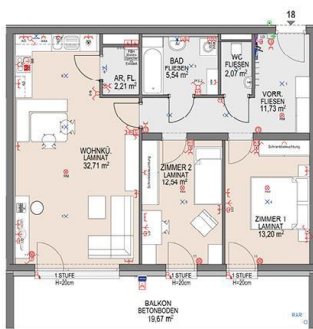 18
BAD
FLIESEN
5,54 m²
WC
FLIESEN
2,07 m²
AR, FL.
2,21 m²
VORR.
FLIESEN
11,73 m²
WOHNKÜ.
LAMINAT
32,71 m²
ZIMMER 2
LAMINAT
12,54 m²
ZIMMER 1
LAMINAT
13,20 m²
1 STUFE
H=20cm
1 STUFE
H=20cm
1 STUFE
H=20cm
BALKON
BETONBODEN
19,67 m²